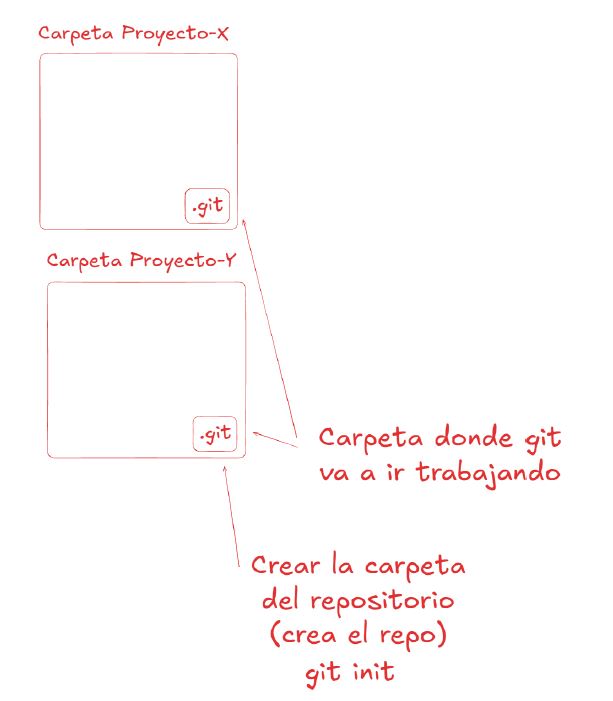 Carpeta Proyecto-X
.git
Carpeta Proyecto-Y
.git
Carpeta donde git
va a ir trabajando
Crear la carpeta
del repositorio
(crea el repo)
git init